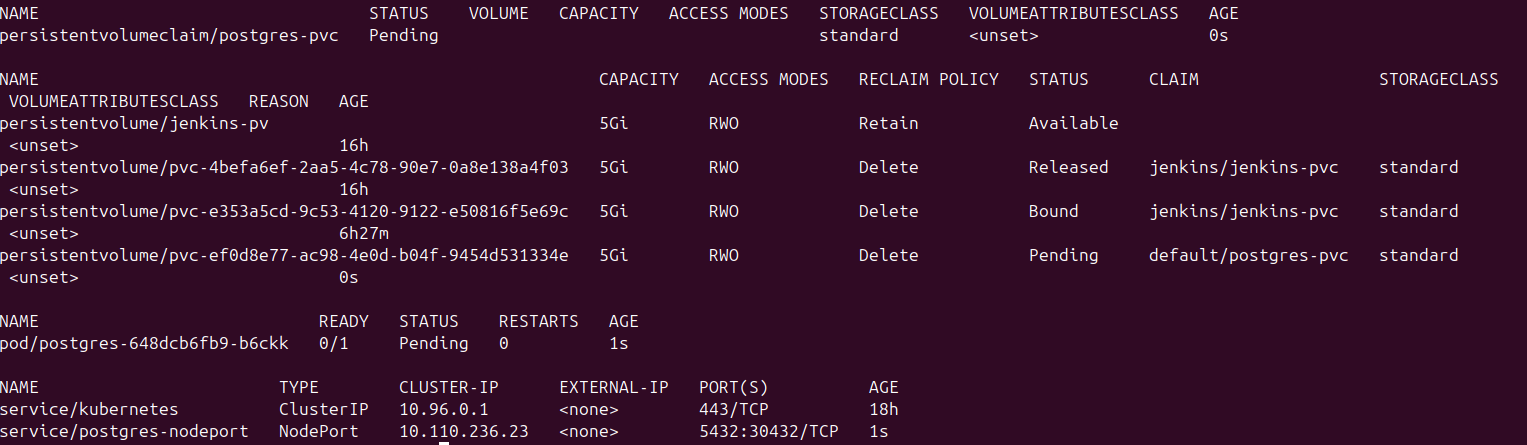 NAME STATUS VOLUME CAPACITY ACCESS MODES STORAGECLASS VOLUMEATTRIBUTESCLASS AGE
persistentvolumeclaim/postgres-pvc Pending standard <unset> 0s
NAME CAPACITY ACCESS MODES RECLAIM POLICY STATUS CLAIM STORAGECLASS
VOLUMEATTRIBUTESCLASS REASON AGE
persistentvolume/jenkins-pv 5Gi RWO Retain Available
<unset> 16h
persistentvolume/pvc-4befa6ef-2aa5-4c78-90e7-0a8e138a4f03 5Gi RWO Delete Released jenkins/jenkins-pvc standard
<unset> 16h
persistentvolume/pvc-e353a5cd-9c53-4120-9122-e50816f5e69c 5Gi RWO Delete Bound jenkins/jenkins-pvc standard
<unset> 6h27m
persistentvolume/pvc-ef0d8e77-ac98-4e0d-b04f-9454d531334e 5Gi RWO Delete Pending default/postgres-pvc standard
<unset> 0s
NAME READY STATUS RESTARTS AGE
pod/postgres-648dcb6fb9-b6ckk 0/1 Pending 0 1s
NAME TYPE CLUSTER-IP EXTERNAL-IP PORT(S) AGE
service/kubernetes ClusterIP 10.96.0.1 <none> 443/TCP 18h
service/postgres-nodeport NodePort 10.110.236.23 <none> 5432:30432/TCP 1s